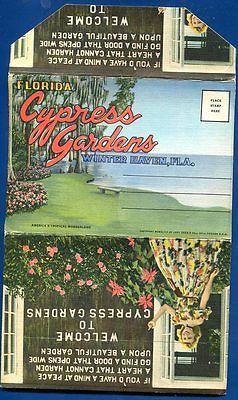 IF YOU'D HAVE A MIND AT PEACE
A HEART THAT CANNOT HARDEN
GO FIND A DOOR THAT OPENS WIDE
UPON A BEAUTIFUL GARDEN
WELCOME
TO
FLORIDA
Cypress
Gardens
WINTER HAVEN, FLA.
PLACE
STAMP
HERE
AMERICA'S TROPICAL WONDERLAND
IF YOU'D HAVE A MIND AT PEACE
A HEART THAT CANNOT HARDEN
GO FIND A DOOR THAT OPENS WIDE
UPON A BEAUTIFUL GARDEN
WELCOME
TO
CYPRESS GARDENS